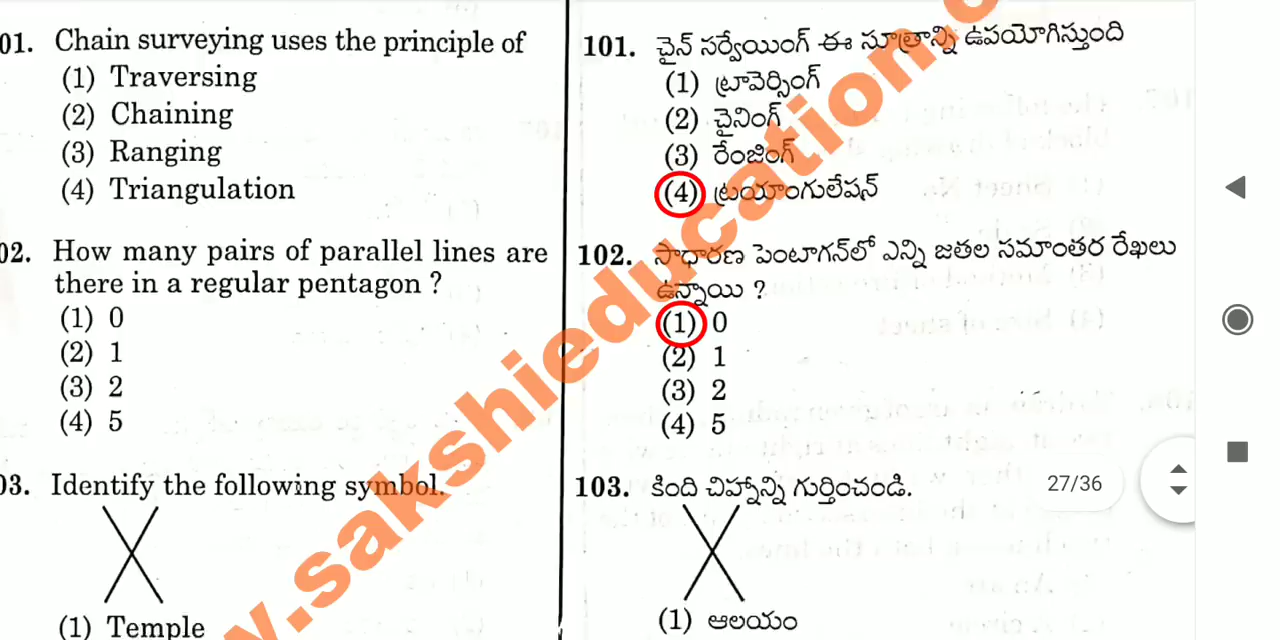 01. Chain surveying uses the principle of
(1) Traversing
(2) Chaining
(3) Ranging
(4) Triangulation
02. How many pairs of parallel lines are
there in a regular pentagon ?
(1) 0
(2) 1
(3) 2
(4) 5
03. Identify the following symbol.
(1) Temple
101. చైన్ సర్వేయింగ్ ఈ సూత్రాన్ని ఉపయోగిస్తుంది
(1) ట్రావెర్సింగ్
(2) చైనింగ్
(3) రేంజింగ్
(4) ట్రయాంగులేషన్
102. సాధారణ పెంటాగన్‌లో ఎన్ని జతల సమాంతర రేఖలు
ఉన్నాయి ?
(1) 0
(2) 1
(3) 2
(4) 5
103. కింది చిహ్నాన్ని గుర్తించండి.
(1) ఆలయం
27/36
w.sakshieducation.c